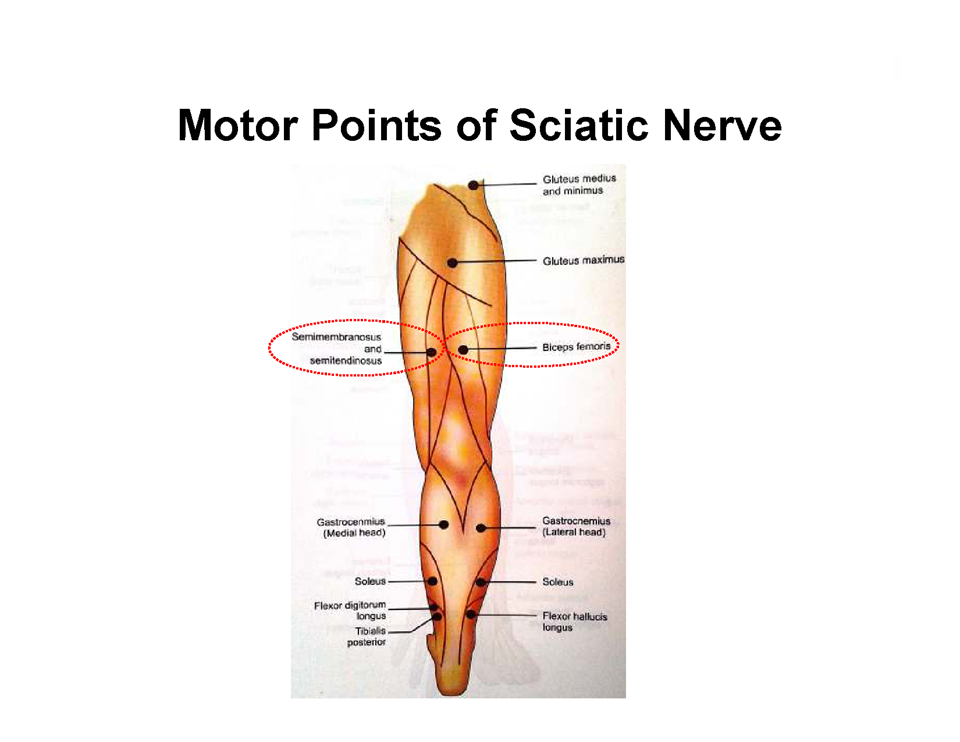 Motor Points of Sciatic Nerve
Gluteus medius
and minimus
Gluteus maximus
Semimembranosus
and
semitendinosus
Biceps femoris
Gastrocenmius
(Medial head)
Gastrocnemius
(Lateral head)
Soleus
Soleus
Flexor digitorum
longus
Flexor hallucis
longus
Tibialis
posterior